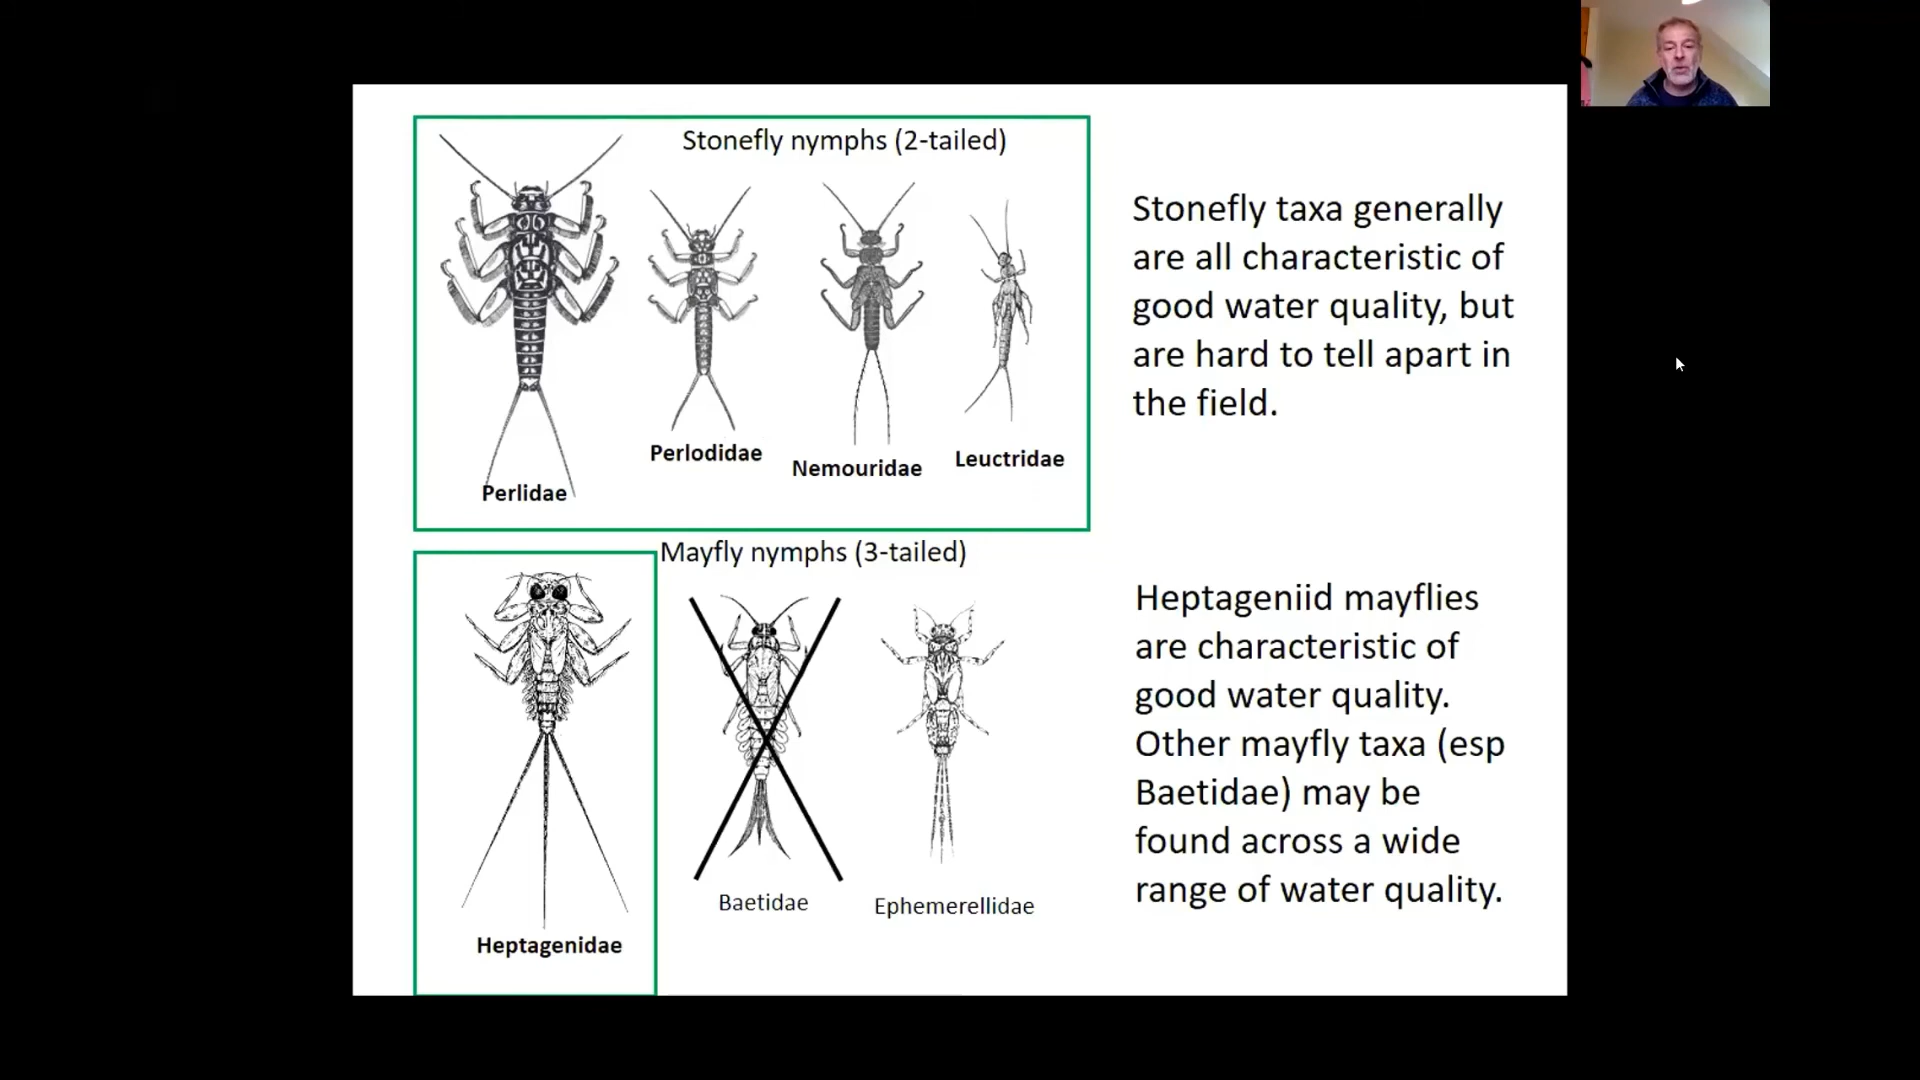 Stonefly nymphs (2-tailed)
Perlidae
Perlodidae
Nemouridae
Leuctridae
Stonefly taxa generally
are all characteristic of
good water quality, but
are hard to tell apart in
the field.
Mayfly nymphs (3-tailed)
Heptagenidae
Baetidae
Ephemerellidae
Heptageniid mayflies
are characteristic of
good water quality.
Other mayfly taxa (esp
Baetidae) may be
found across a wide
range of water quality.